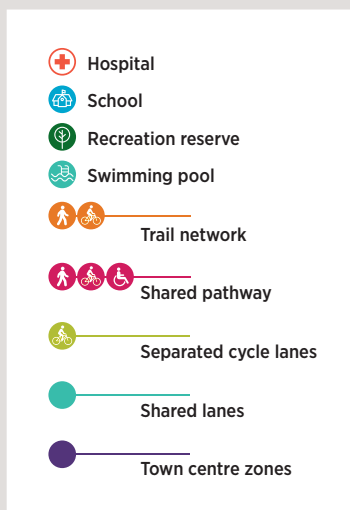 Hospital
School
Recreation reserve
Swimming pool
Trail network
Shared pathway
Separated cycle lanes
Shared lanes
Town centre zones